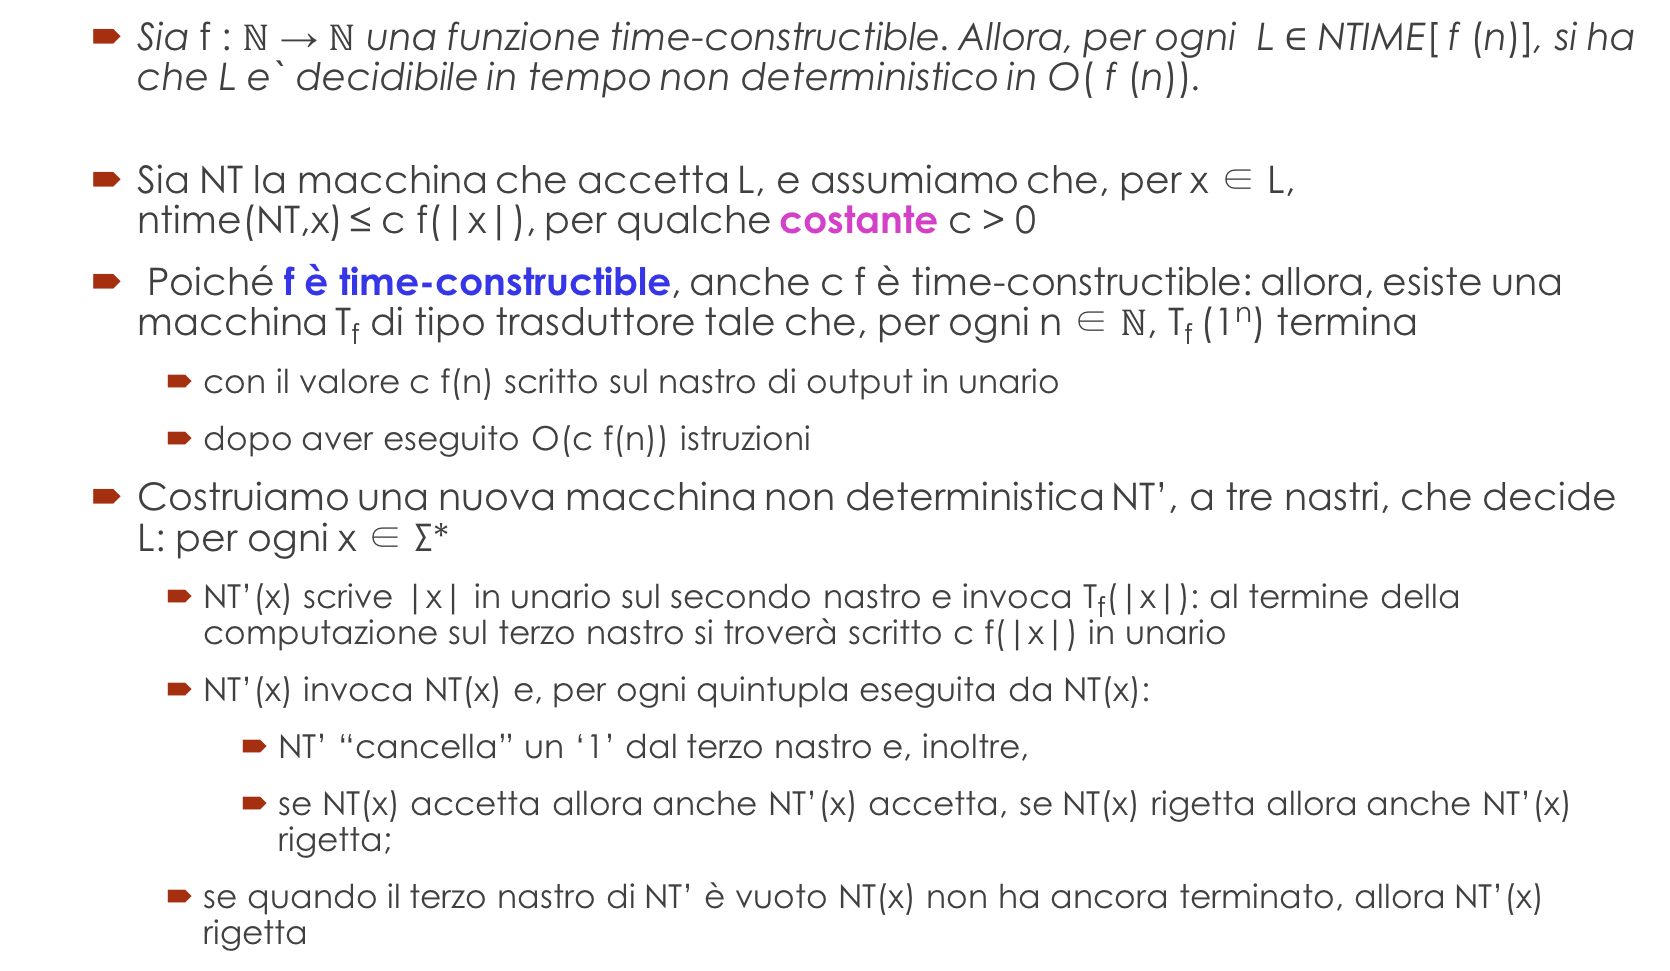 Sia f : ℕ → ℕ una funzione time-constructible. Allora, per ogni L ∈ NTIME[ f (n)], si ha
che L e` decidibile in tempo non deterministico in O( f (n)).
Sia NT la macchina che accetta L, e assumiamo che, per x ∈ L,
ntime(NT,x) ≤ c f(|x|), per qualche costante c > 0
Poiché f è time-constructible, anche c f è time-constructible: allora, esiste una
macchina T_f di tipo trasduttore tale che, per ogni n ∈ ℕ, T_f (1ⁿ) termina
con il valore c f(n) scritto sul nastro di output in unario
dopo aver eseguito O(c f(n)) istruzioni
Costruiamo una nuova macchina non deterministica NT’, a tre nastri, che decide
L: per ogni x ∈ Σ*
NT’(x) scrive |x| in unario sul secondo nastro e invoca T_f(|x|): al termine della
computazione sul terzo nastro si troverà scritto c f(|x|) in unario
NT’(x) invoca NT(x) e, per ogni quintupla eseguita da NT(x):
NT’ “cancella” un ‘1’ dal terzo nastro e, inoltre,
se NT(x) accetta allora anche NT’(x) accetta, se NT(x) rigetta allora anche NT’(x)
rigetta;
se quando il terzo nastro di NT’ è vuoto NT(x) non ha ancora terminato, allora NT’(x)
rigetta